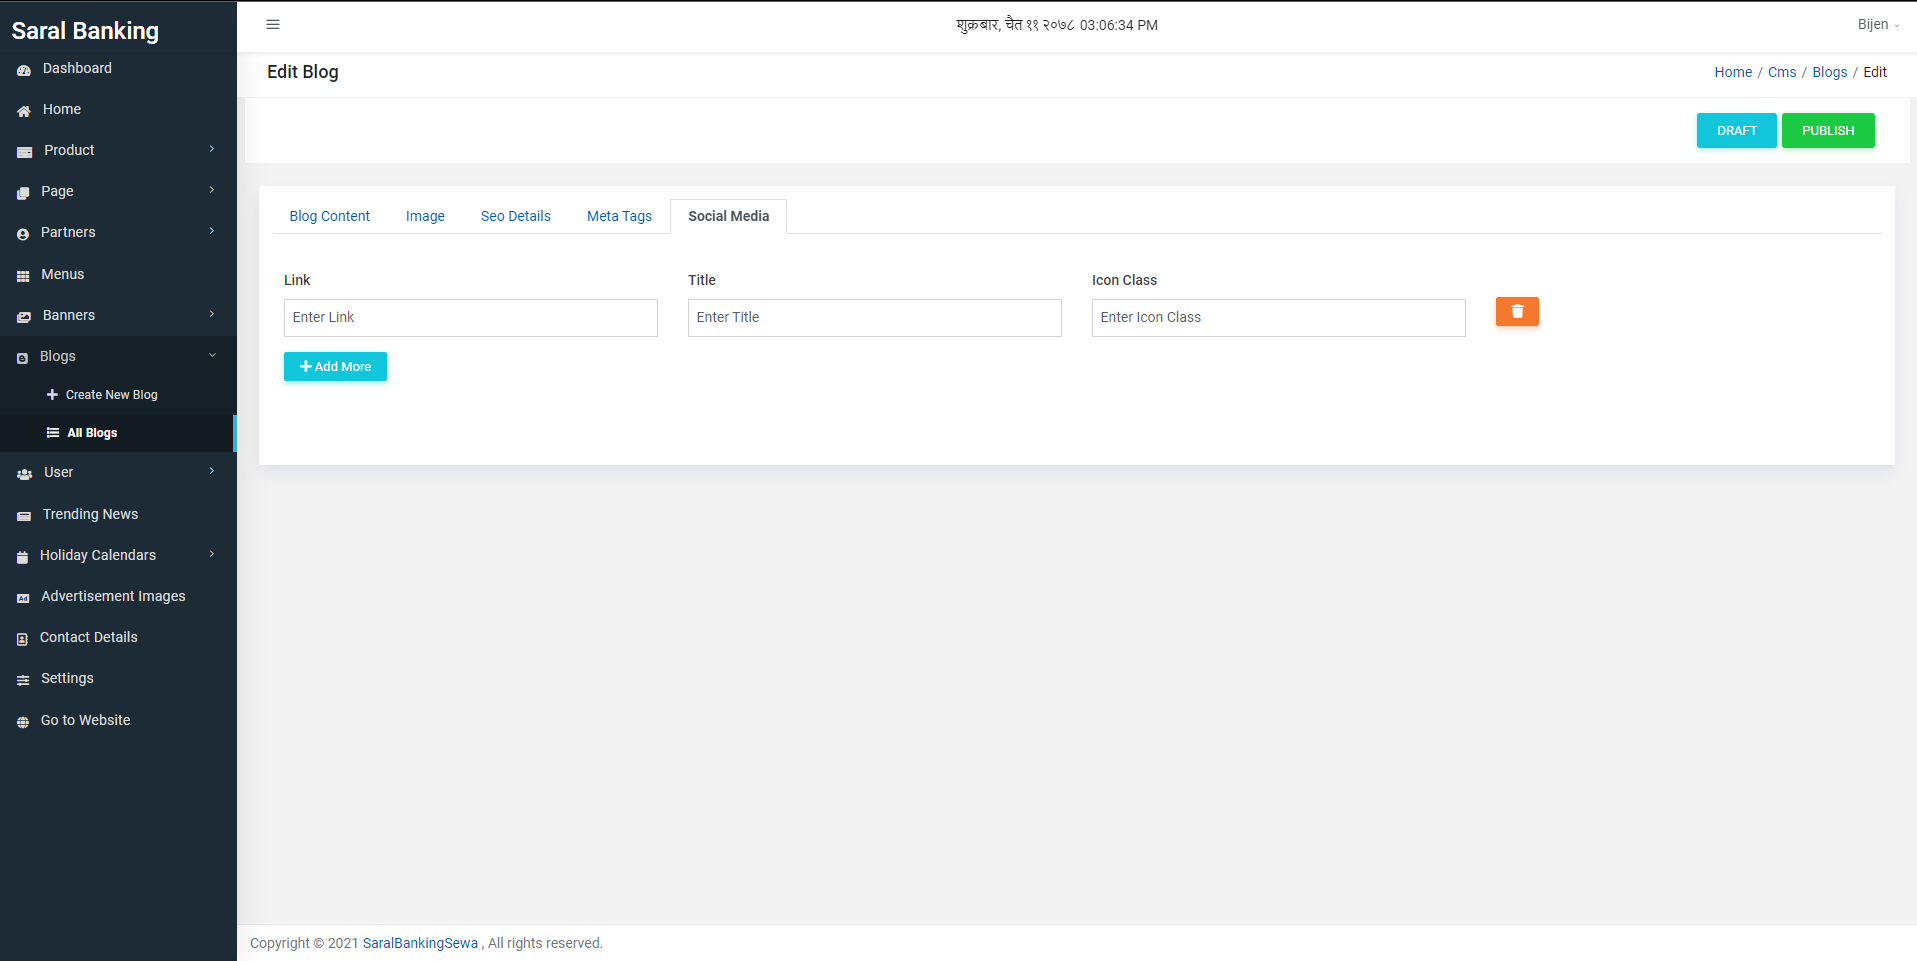 Saral Banking
शुक्रबार, चैत ११ २०७८ 03:06:34 PM
Bijen
Dashboard
Home
Product
Page
Partners
Menus
Banners
Blogs
Create New Blog
All Blogs
User
Trending News
Holiday Calendars
Ad Advertisement Images
Contact Details
Settings
Go to Website
Edit Blog
Home / Cms / Blogs / Edit
DRAFT PUBLISH
Blog Content Image Seo Details Meta Tags Social Media
Link Title Icon Class
Enter Link Enter Title Enter Icon Class
Add More
Copyright © 2021 SaralBankingSewa , All rights reserved.